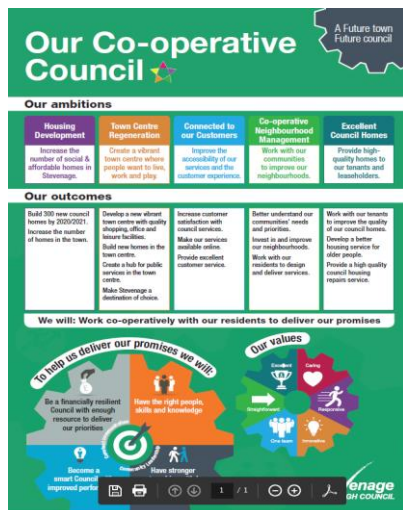 A Future town
Future council
Our Co-operative
Council
Our ambitions
Housing
Development
Increase the
number of social &
affordable homes in
Stevenage.
Town Centre
Regeneration
Create a vibrant
town centre where
people want to live,
work and play
Connected to
our Customers
Improve the
accessibility of our
services and the
customer experience.
Co-operative
Neighbourhood
Management
Work with our
communities
to improve our
neighbourhoods.
Excellent
Council Homes
Provide high-
quality homes to
our tenants and
leaseholders.
Our outcomes
Build 300 new council
homes by 2020/2021.
Increase the number
of homes in the town.
Develop a new vibrant
town centre with quality
shopping, office and
leisure facilities.
Build new homes in the
town centre.
Create a hub for public
services in the town
centre.
Make Stevenage a
destination of choice.
Increase customer
satisfaction with
council services.
Make our services
available online.
Provide excellent
customer service.
Better understand our
communities' needs
and priorities.
Invest in and improve
our neighbourhoods.
Work with our
residents to design
and deliver services.
Work with our tenants
to improve the quality
of our council homes.
Develop a better
housing service for
older people.
Provide a high quality
council housing
repairs service.
We will: Work co-operatively with our residents to deliver our promises
To help us deliver our promises we will:
Be a financially resilient
Council with enough
resource to deliver
our priorities
Have the right people,
skills and knowledge
Become a
smart Council
improved perfor
Have stronger
Our values
Excellent
Caring
Straightforward
Responsive
One team
Innovative
1 / 1
enage
GH COUNCIL